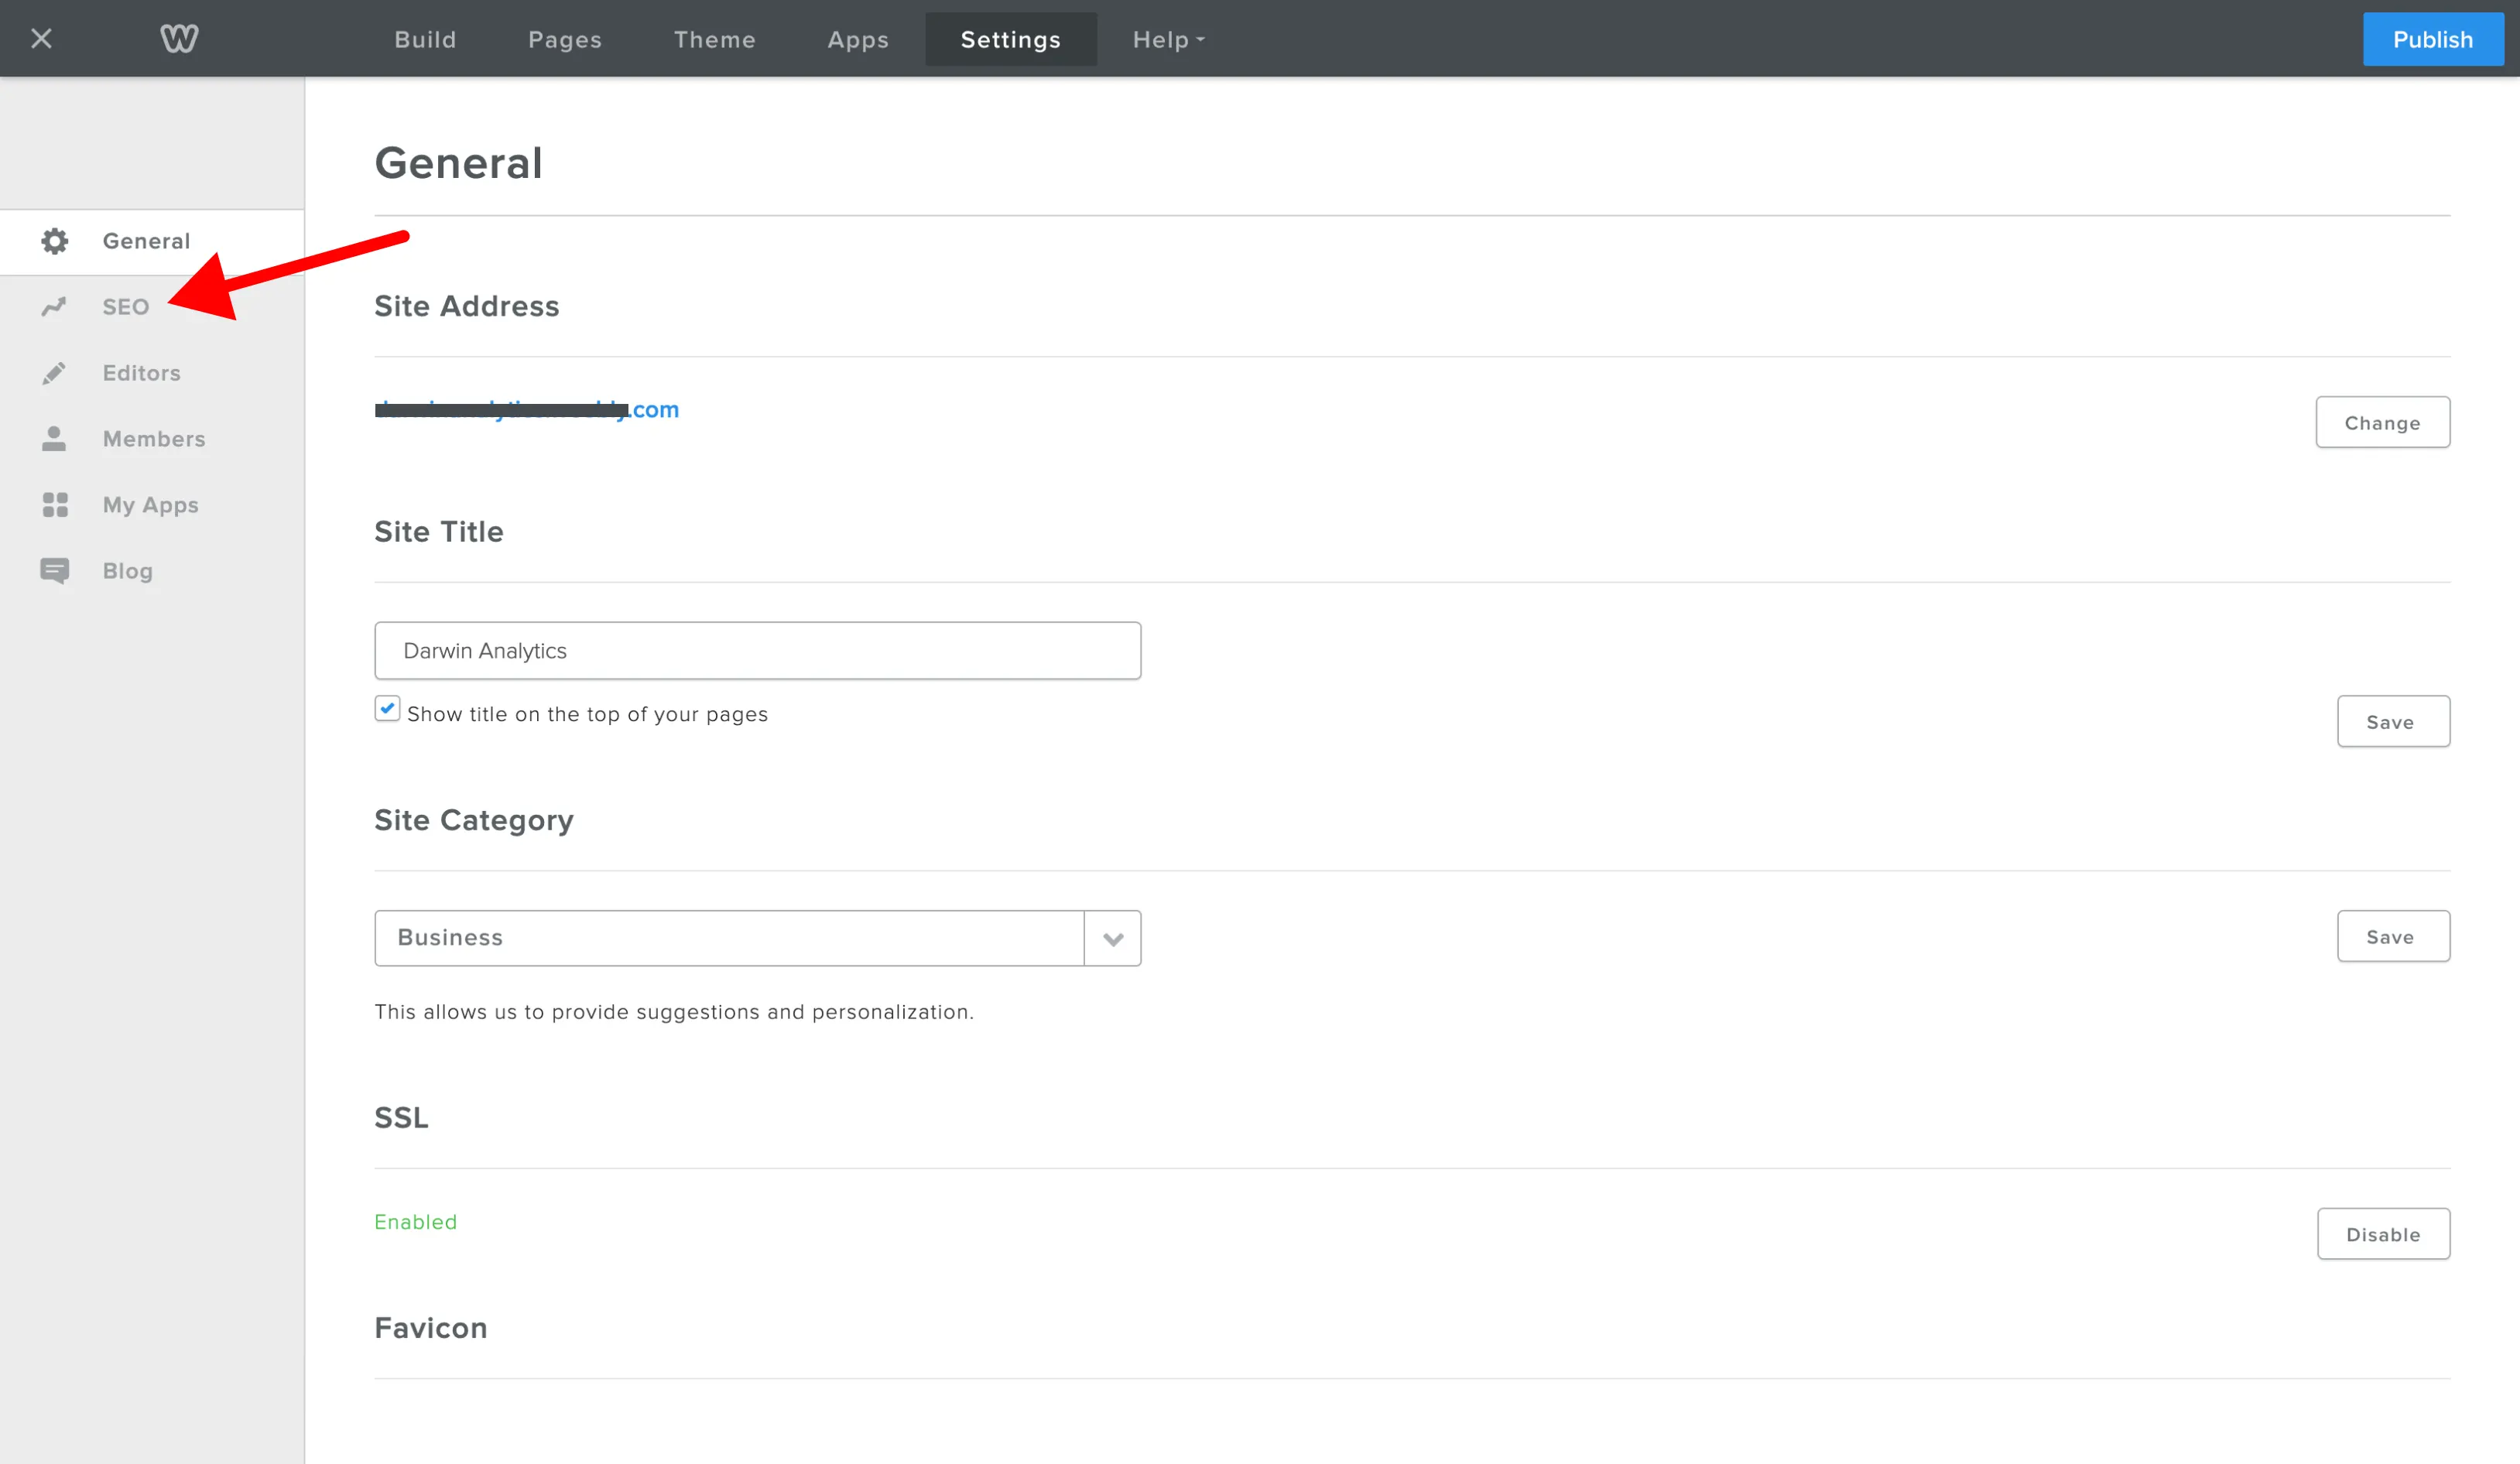 Build Pages Theme Apps Settings Help Publish
General
General
SEO
Editors
Members
My Apps
Blog
Site Address
.com
Change
Site Title
Darwin Analytics
Show title on the top of your pages
Save
Site Category
Business
Save
This allows us to provide suggestions and personalization.
SSL
Enabled
Disable
Favicon